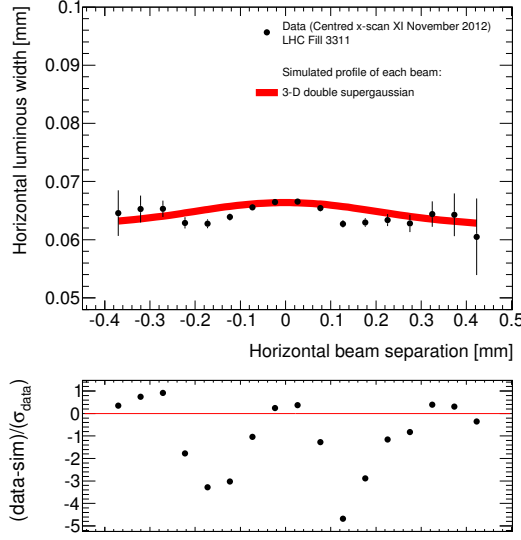 Horizontal luminous width [mm]
0.1
0.09
0.08
0.07
0.06
0.05
Data (Centred x-scan XI November 2012)
LHC Fill 3311
Simulated profile of each beam:
3-D double supergaussian
-0.4 -0.3 -0.2 -0.1 0 0.1 0.2 0.3 0.4 0.5
Horizontal beam separation [mm]
(data-sim)/(σdata)
1
0
-1
-2
-3
-4
-5